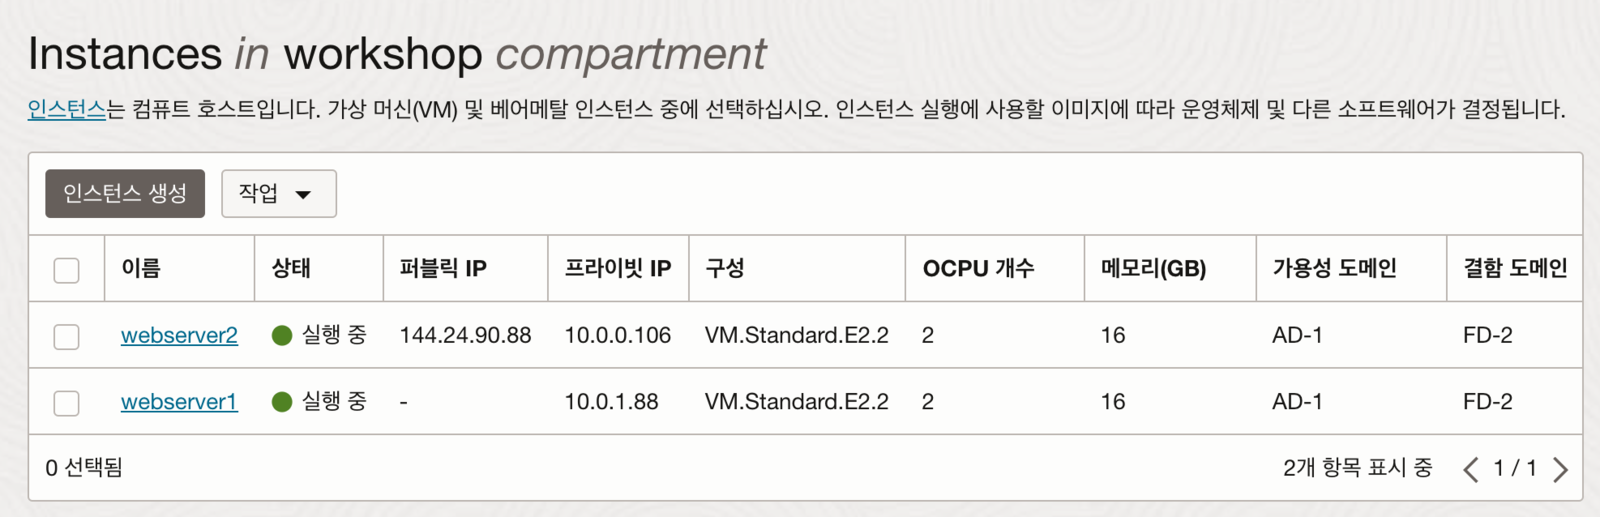 Instances in workshop compartment
인스턴스는 컴퓨트 호스트입니다. 가상 머신(VM) 및 베어메탈 인스턴스 중에 선택하십시오. 인스턴스 실행에 사용할 이미지에 따라 운영체제 및 다른 소프트웨어가 결정됩니다.
인스턴스 생성 작업
이름 상태 퍼블릭 IP 프라이빗 IP 구성 OCPU 개수 메모리(GB) 가용성 도메인 결함 도메인
webserver2 실행 중 144.24.90.88 10.0.0.106 VM.Standard.E2.2 2 16 AD-1 FD-2
webserver1 실행 중 - 10.0.1.88 VM.Standard.E2.2 2 16 AD-1 FD-2
0 선택됨 2개 항목 표시 중 1 / 1